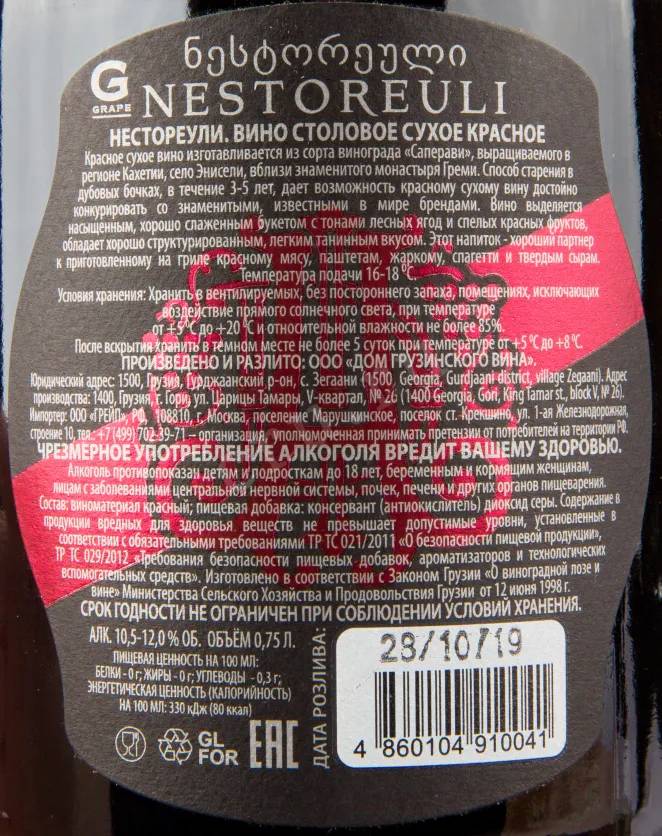 ნესტორეული
G
GRAPE
NESTOREULI
НЕСТОРЕУЛИ. ВИНО СТОЛОВОЕ СУХОЕ КРАСНОЕ
Красное сухое вино изготавливается из сорта винограда «Саперави», выращиваемого в
регионе Кахетии, село Энисели, вблизи знаменитого монастыря Греми. Способ старения в
дубовых бочках, в течение 3-5 лет, дает возможность красному сухому вину достойно
конкурировать со знаменитыми, известными в мире брендами. Вино выделяется
насыщенным, хорошо слаженным букетом с тонами лесных ягод и спелых красных фруктов,
обладает хорошо структурированным, легким танинным вкусом. Этот напиток - хороший партнер
к приготовленному на гриле красному мясу, паштетам, жаркому, спагетти и твердым сырам.
Температура подачи 16-18 °С.
Условия хранения: Хранить в вентилируемых, без постороннего запаха, помещениях, исключающих
воздействие прямого солнечного света, при температуре
от +5°С до +20°С и относительной влажности не более 85%.
После вскрытия хранить в темном месте не более 5 суток при температуре от +5°С до +8°С.
ПРОИЗВЕДЕНО И РАЗЛИТО: ООО «ДОМ ГРУЗИНСКОГО ВИНА».
Юридический адрес: 1500, Грузия, Гурджаанский р-он, с. Зегаани (1500, Georgia, Gurdjaani district, village Zegaani). Адрес
производства: 1400, Грузия, г. Гори ул. Царицы Тамары, V-квартал, № 26 (1400 Georgia, Gori, King Tamar st., block V, № 26).
Импортер: ООО «ГРЕЙП», РФ, 108810, г. Москва, поселение Марушкинское, поселок ст. Крекшино, ул. 1-ая Железнодорожная,
строение 10, тел.: +7 (499) 702-39-71 – организация, уполномоченная принимать претензии от потребителей на территории РФ.
ЧРЕЗМЕРНОЕ УПОТРЕБЛЕНИЕ АЛКОГОЛЯ ВРЕДИТ ВАШЕМУ ЗДОРОВЬЮ.
Алкоголь противопоказан детям и подросткам до 18 лет, беременным и кормящим женщинам,
лицам с заболеваниями центральной нервной системы, почек, печени и других органов пищеварения.
Состав: виноматериал красный; пищевая добавка: консервант (антиокислитель) диоксид серы. Содержание в
продукции вредных для здоровья веществ не превышает допустимые уровни, установленные в
соответствии с обязательными требованиями ТР ТС 021/2011 «О безопасности пищевой продукции»,
ТР ТС 029/2012 «Требования безопасности пищевых добавок, ароматизаторов и технологических
вспомогательных средств». Изготовлено в соответствии с Законом Грузии «О виноградной лозе и
вине» Министерства Сельского Хозяйства и Продовольствия Грузии от 12 июня 1998 г.
СРОК ГОДНОСТИ НЕ ОГРАНИЧЕН ПРИ СОБЛЮДЕНИИ УСЛОВИЙ ХРАНЕНИЯ.
АЛК. 10,5-12,0 % ОБ. ОБЪЁМ 0,75 Л.
ПИЩЕВАЯ ЦЕННОСТЬ НА 100 МЛ:
БЕЛКИ - 0 г; ЖИРЫ - 0 г; УГЛЕВОДЫ - 0,3 г;
ЭНЕРГЕТИЧЕСКАЯ ЦЕННОСТЬ (КАЛОРИЙНОСТЬ)
НА 100 МЛ: 330 кДж (80 ккал)
GL
FOR
EAC
ДАТА РОЗЛИВА:
28/10/19
4 860104 910041